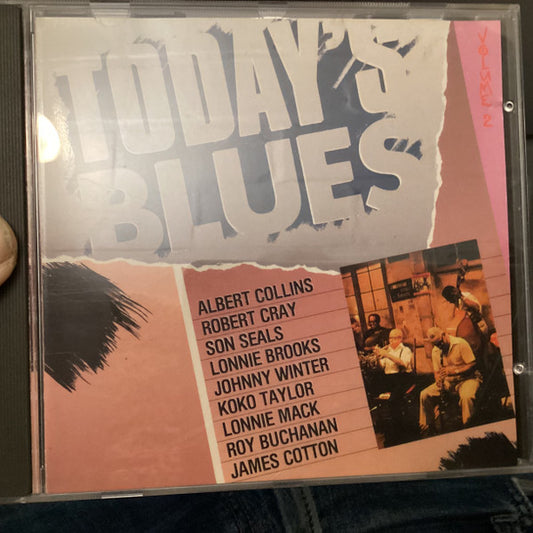 TODAY'S
BLUES
VOLUME 2
ALBERT COLLINS
ROBERT CRAY
SON SEALS
LONNIE BROOKS
JOHNNY WINTER
KOKO TAYLOR
LONNIE MACK
ROY BUCHANAN
JAMES COTTON